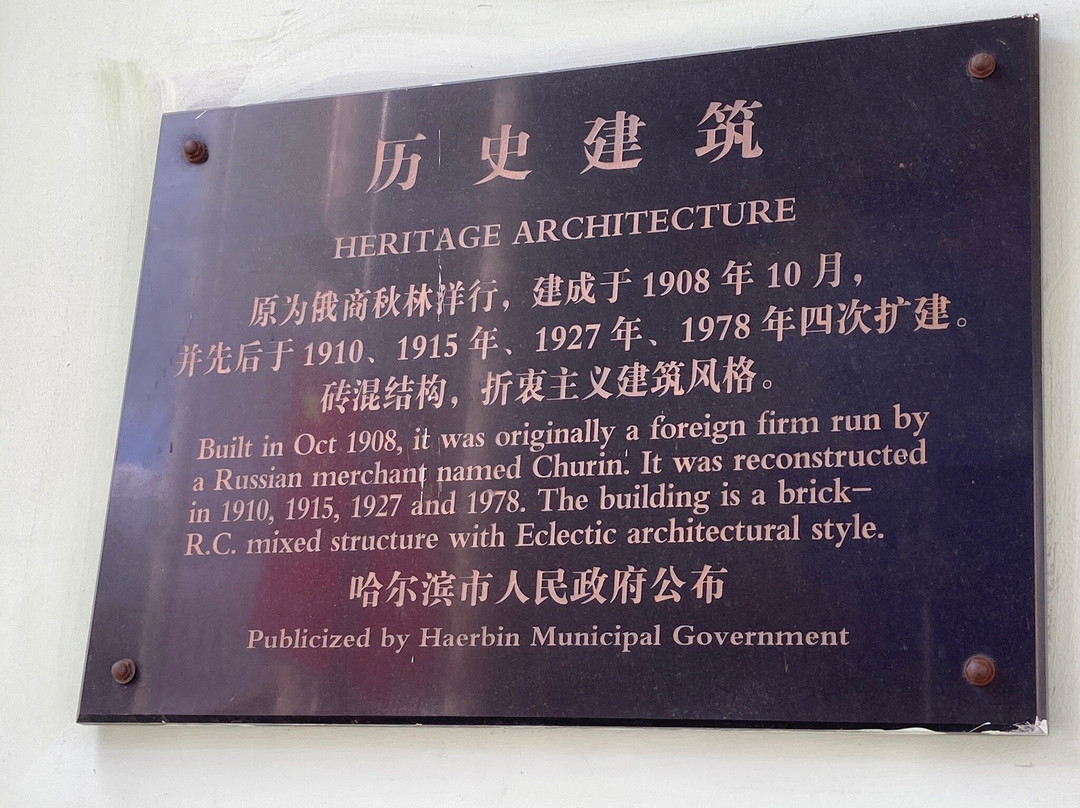 历史建筑
HERITAGE ARCHITECTURE
原为俄商秋林洋行，建成于1908年10月，
并先后于1910、1915年、1927年、1978年四次扩建。
砖混结构，折衷主义建筑风格。
Built in Oct 1908, it was originally a foreign firm run by
a Russian merchant named Churin. It was reconstructed
in 1910, 1915, 1927 and 1978. The building is a brick-
R.C. mixed structure with Eclectic architectural style.
哈尔滨市人民政府公布
Publicized by Haerbin Municipal Government